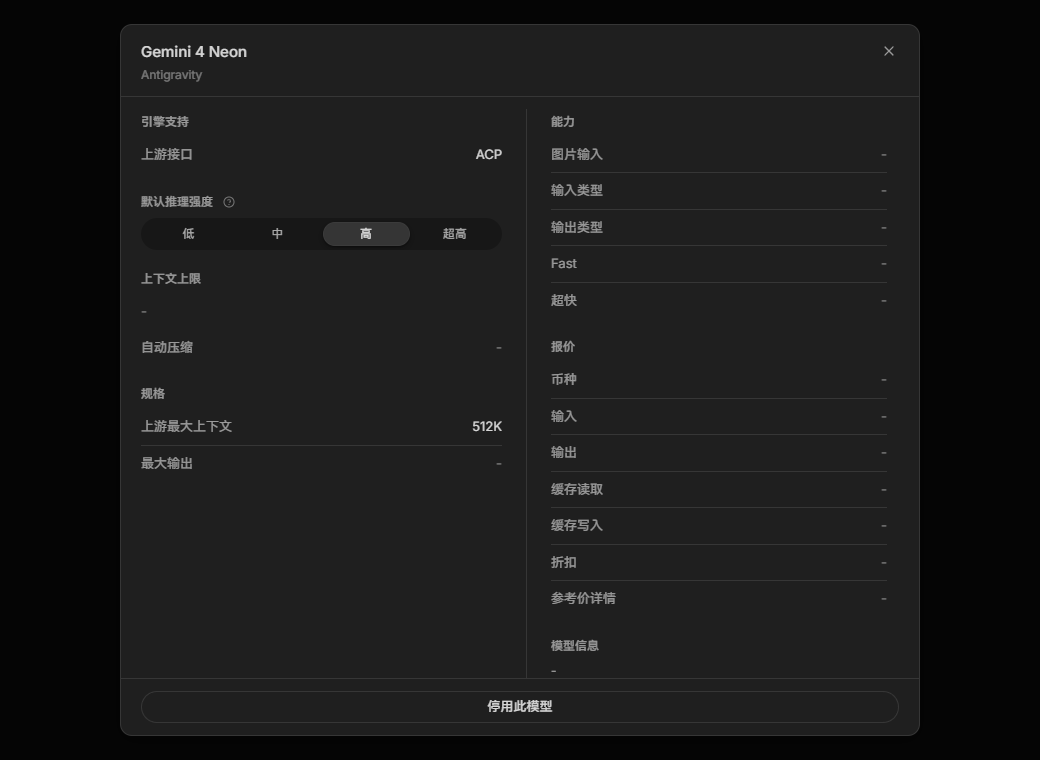 Gemini 4 Neon
Antigravity
引擎支持
上游接口 ACP
默认推理强度
低 中 高 超高
上下文上限
-
自动压缩 -
规格
上游最大上下文 512K
最大输出 -
能力
图片输入 -
输入类型 -
输出类型 -
Fast -
超快 -
报价
币种 -
输入 -
输出 -
缓存读取 -
缓存写入 -
折扣 -
参考价详情 -
模型信息
-
停用此模型